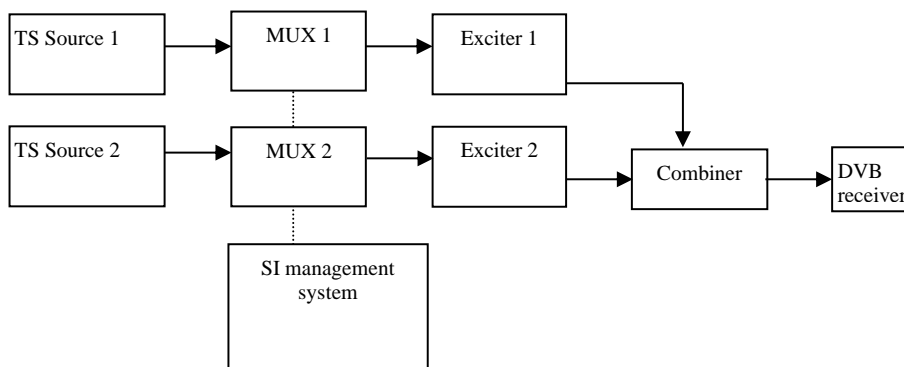 TS Source 1
MUX 1
Exciter 1
TS Source 2
MUX 2
Exciter 2
Combiner
DVB
receiver
SI management
system